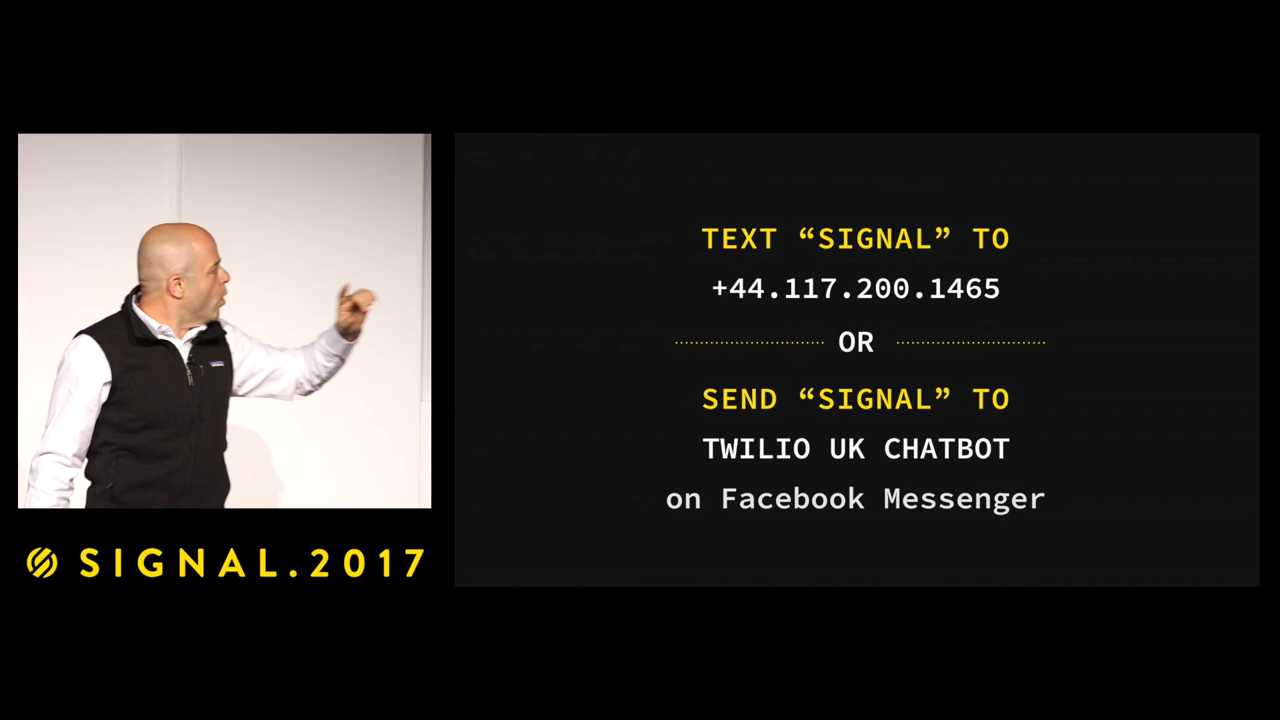 TEXT “SIGNAL” TO
+44.117.200.1465
OR
SEND “SIGNAL” TO
TWILIO UK CHATBOT
on Facebook Messenger
SIGNAL.2017